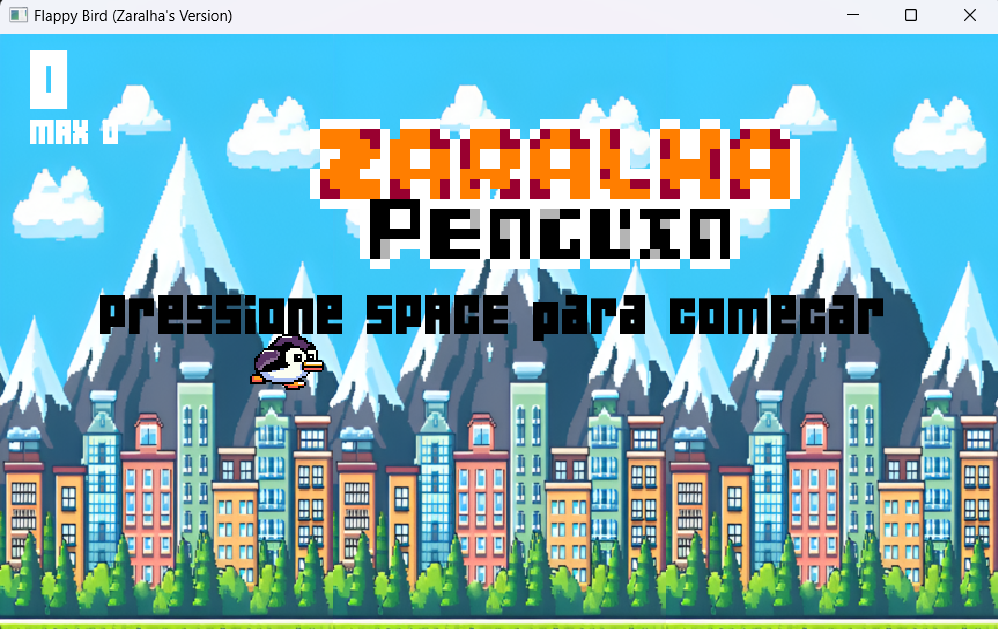 Flappy Bird (Zaralha's Version)
0
MAX 0
ZARALHA
PENGUIN
pressione SPACE para comecar